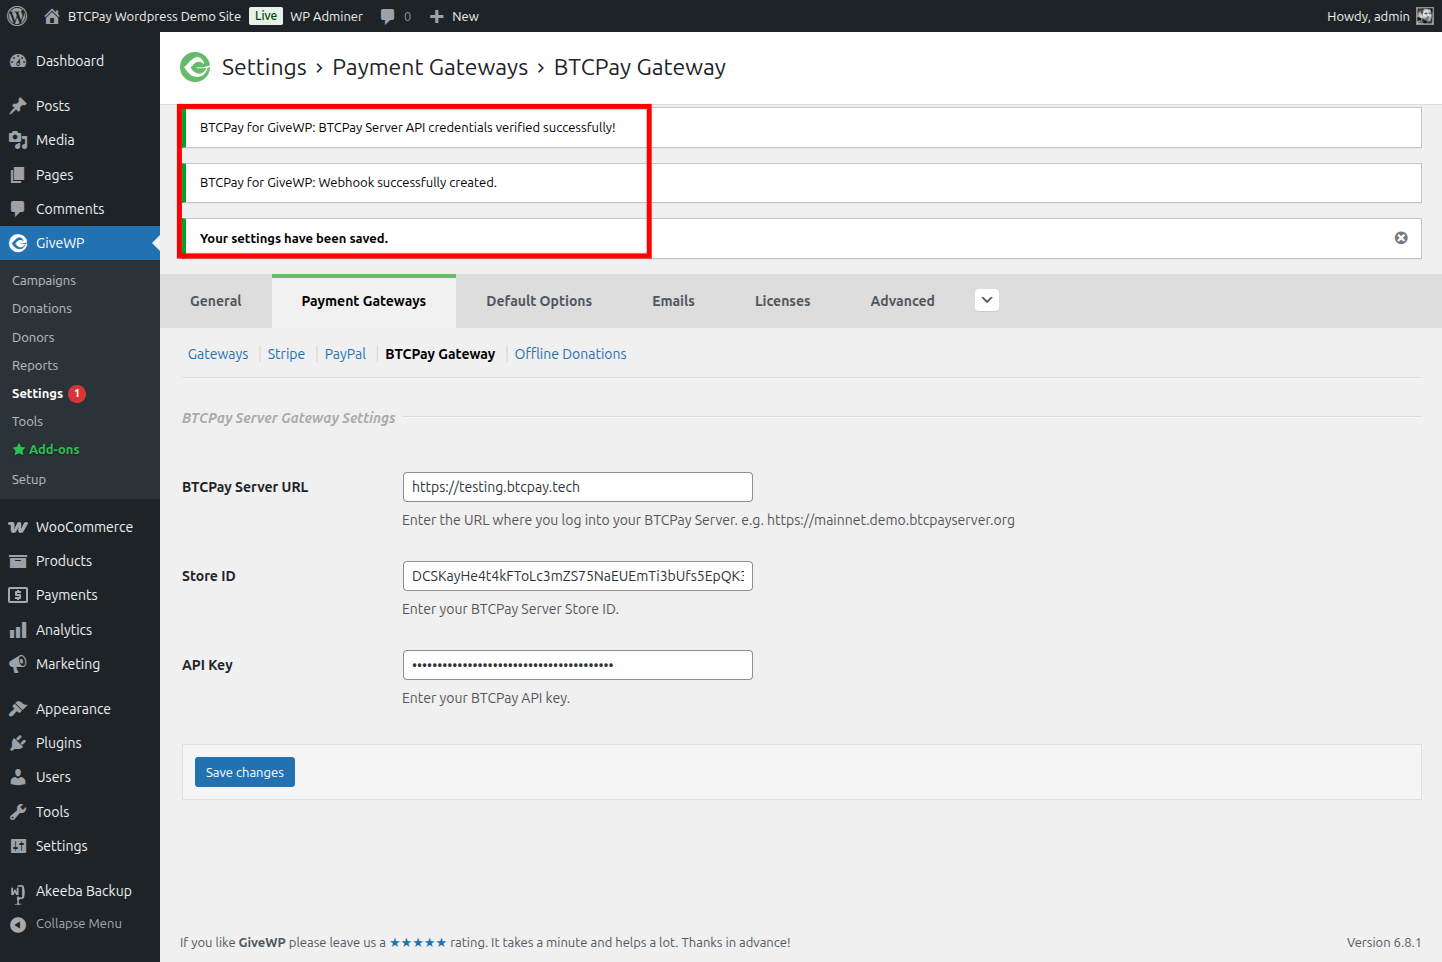 BTCPay Wordpress Demo Site Live WP Adminer 0 New Howdy, admin
Dashboard
Posts
Media
Pages
Comments
GiveWP
Campaigns
Donations
Donors
Reports
Settings 1
Tools
Add-ons
Setup
WooCommerce
Products
Payments
Analytics
Marketing
Appearance
Plugins
Users
Tools
Settings
Akeeba Backup
Collapse Menu
Settings › Payment Gateways › BTCPay Gateway
BTCPay for GiveWP: BTCPay Server API credentials verified successfully!
BTCPay for GiveWP: Webhook successfully created.
Your settings have been saved.
General Payment Gateways Default Options Emails Licenses Advanced
Gateways Stripe PayPal BTCPay Gateway Offline Donations
BTCPay Server Gateway Settings
BTCPay Server URL https://testing.btcpay.tech
Enter the URL where you log into your BTCPay Server. e.g. https://mainnet.demo.btcpayserver.org
Store ID DCSKayHe4t4kFToLc3mZS75NaEUEmTi3bUfs5EpQK3
Enter your BTCPay Server Store ID.
API Key ••••••••••••••••••••••••••••••••••••••••
Enter your BTCPay API key.
Save changes
If you like GiveWP please leave us a ★★★★★ rating. It takes a minute and helps a lot. Thanks in advance! Version 6.8.1